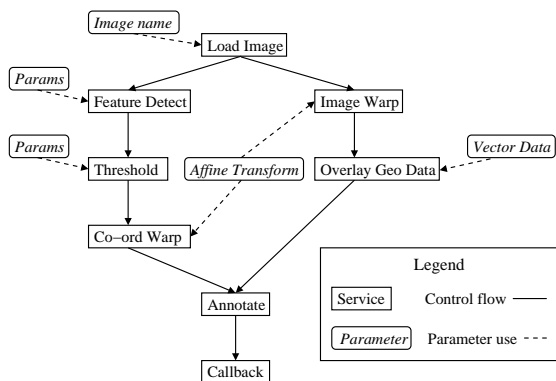 Image name
Load Image
Params
Feature Detect
Image Warp
Params
Threshold
Affine Transform
Overlay Geo Data
Vector Data
Co-ord Warp
Legend
Annotate
Service
Control flow
Parameter
Parameter use
Callback